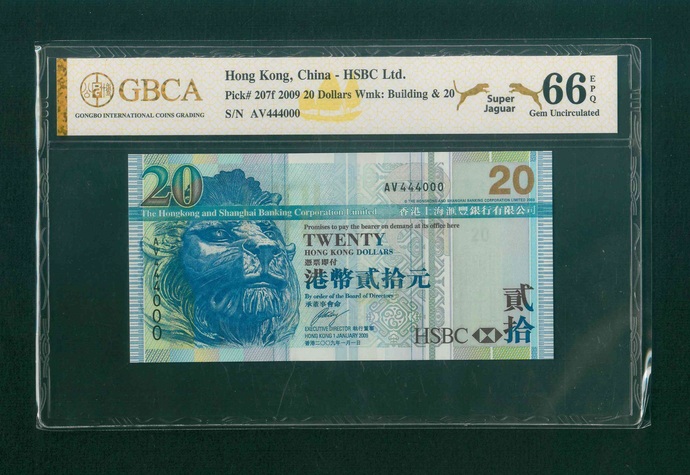 GBCA
GONGBO INTERNATIONAL COINS GRADING
Hong Kong, China - HSBC Ltd.
Pick# 207f 2009 20 Dollars Wmk: Building & 20
S/N AV444000
Super
Jaguar
66
EPQ
Gem Uncirculated
20
AV444000
20
The Hongkong and Shanghai Banking Corporation Limited
香港上海滙豐銀行有限公司
Promises to pay the bearer on demand at its office here
TWENTY
HONG KONG DOLLARS
憑票即付
港幣貳拾元
By order of the Board of Directors
承董事會命
EXECUTIVE DIRECTOR 執行董事
HONG KONG 1 JANUARY 2009
香港二〇〇九年一月一日
AV444000
20
貳拾
HSBC